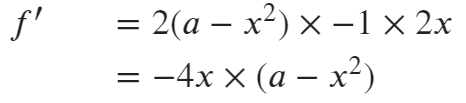 f′ = 2(a − x²) × −1 × 2x
= −4x × (a − x²)